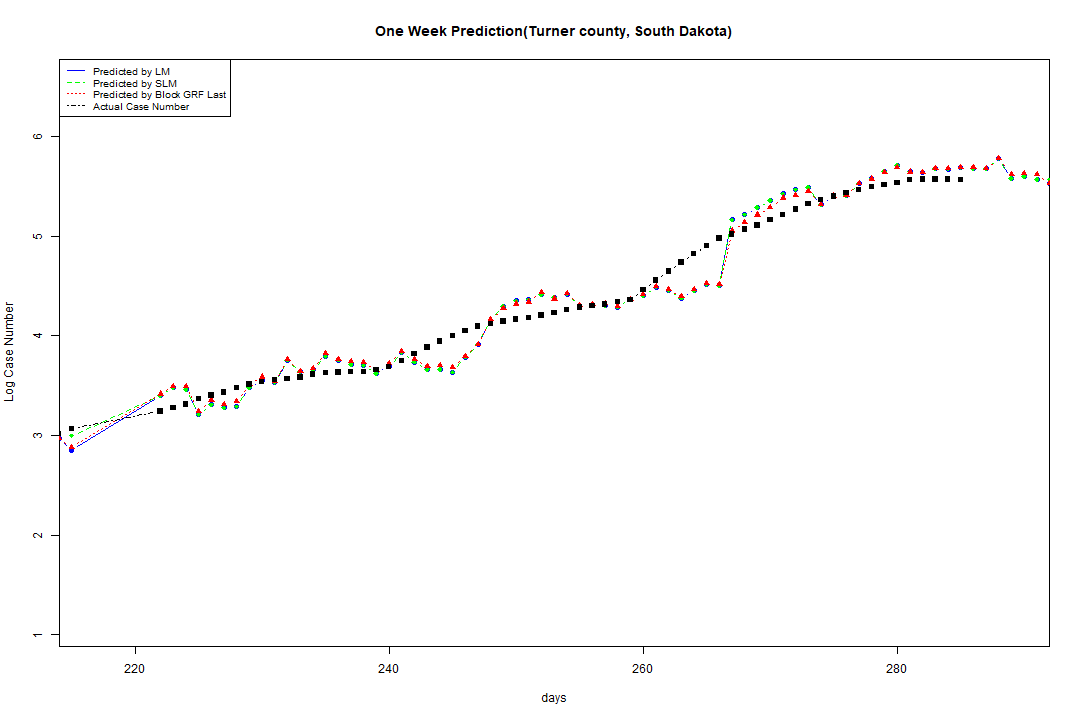 One Week Prediction(Turner county, South Dakota)
Predicted by LM
Predicted by SLM
Predicted by Block GRF Last
Actual Case Number
6
5
4
3
2
1
Log Case Number
220 240 260 280
days